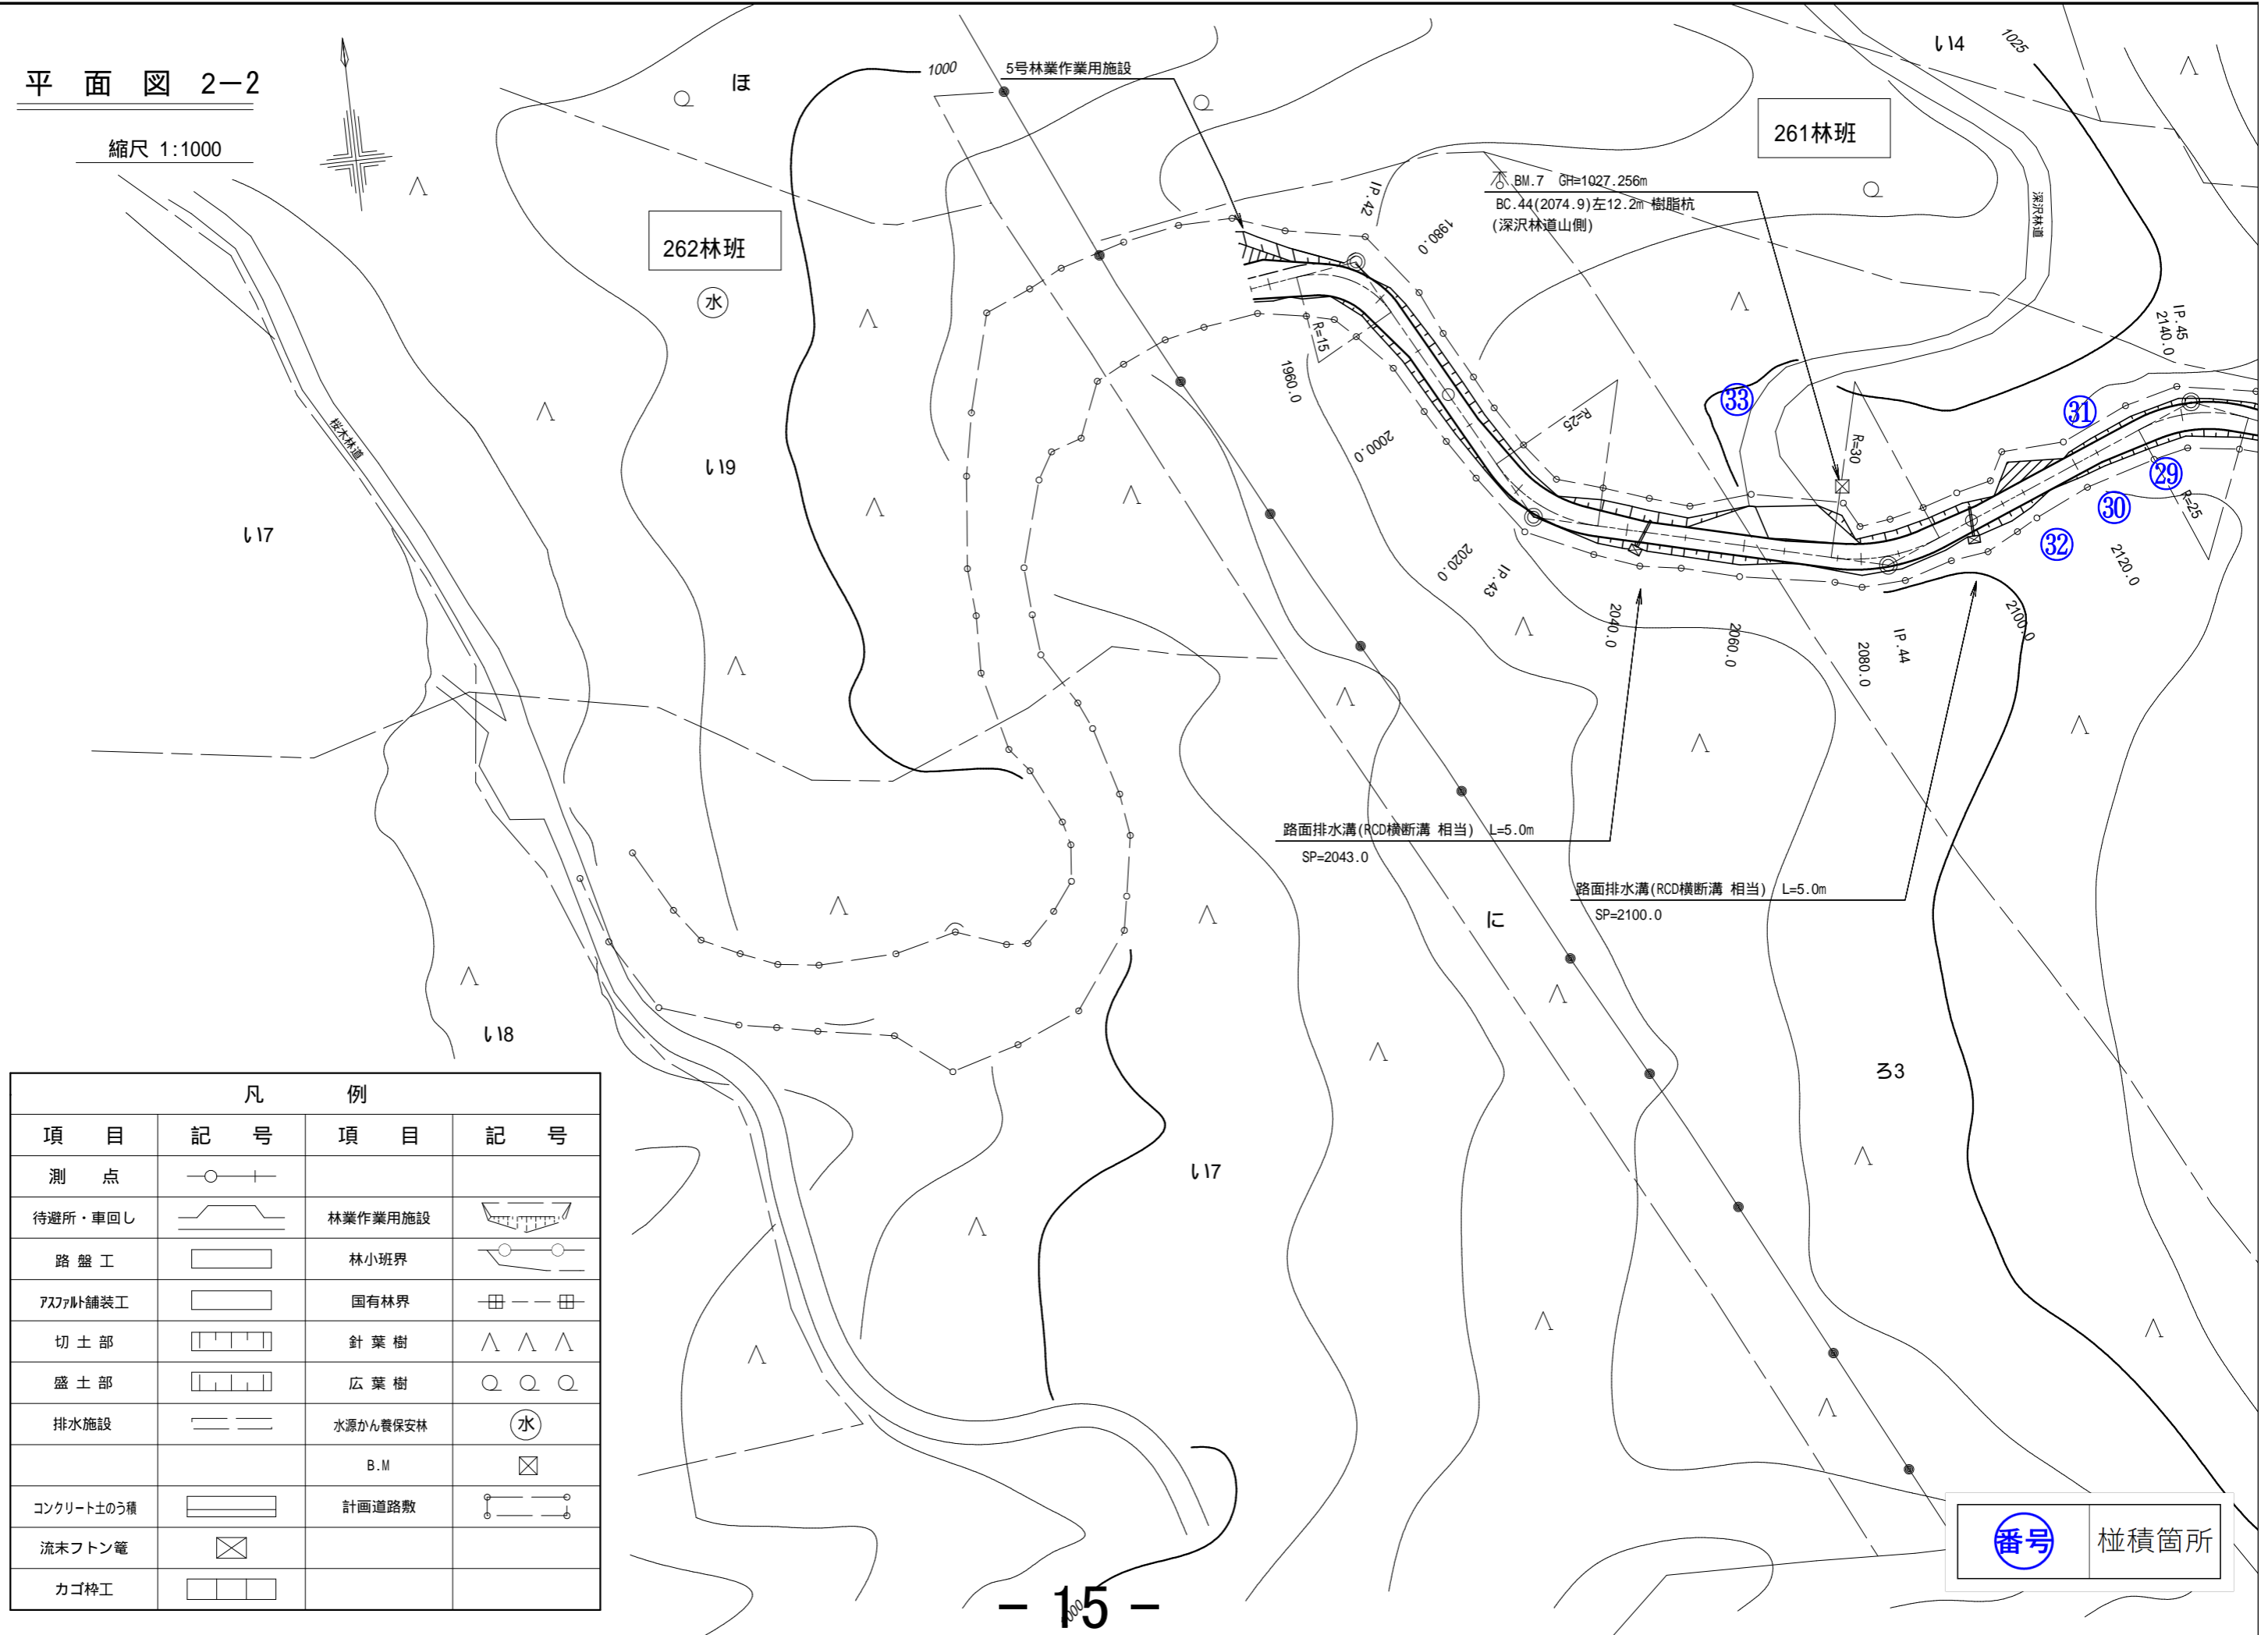 平 面 図 2-2
縮尺 1:1000
ほ
1000
5号林業作業用施設
い4
1025
261林班
262林班
水
IP.42
1980.0
BM.7 GH=1027.256m
BC.44(2074.9)左12.2m 樹脂杭
(深沢林道山側)
深沢林道
IP.45
2140.0
R=15
1960.0
R=25
2000.0
33
R=30
31
29
30
R=25
32
2120.0
桜木林道
い9
い7
2020.0
IP.43
2040.0
2060.0
2080.0
IP.44
2100.0
路面排水溝(RCD横断溝 相当) L=5.0m
SP=2043.0
路面排水溝(RCD横断溝 相当) L=5.0m
SP=2100.0
に
い8
ろ3
い7
凡 例
項 目 記 号 項 目 記 号
測 点
待避所・車回し 林業作業用施設
路 盤 工 林小班界
アスファルト舗装工 国有林界
切 土 部 針 葉 樹
盛 土 部 広 葉 樹
排水施設 水源かん養保安林 水
B.M
コンクリート土のう積 計画道路敷
流末フトン篭
カゴ枠工
番号 椪積箇所
1000
- 15 -